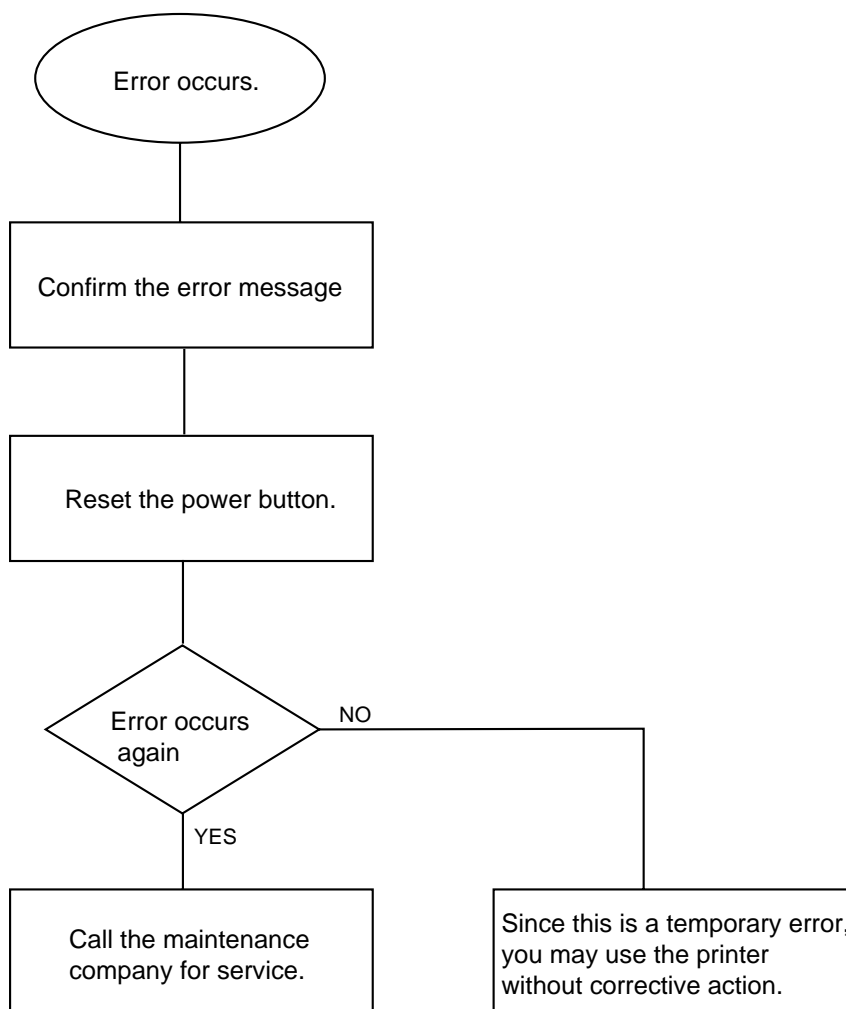 Error occurs.
Confirm the error message
Reset the power button.
Error occurs
again
NO
YES
Call the maintenance
company for service.
Since this is a temporary error,
you may use the printer
without corrective action.